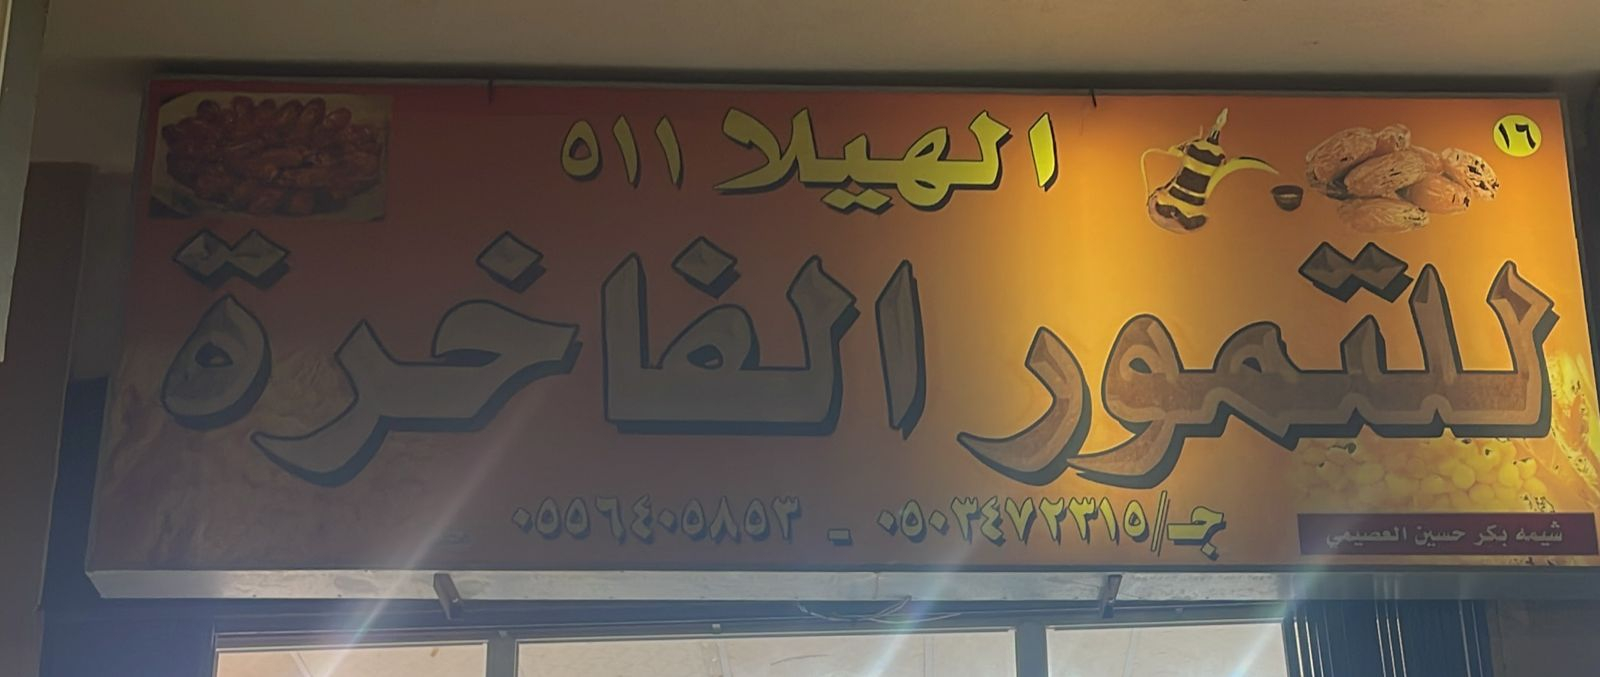 ١٦
الهيلا ٥١١
للتمور الفاخرة
جـ/٠٥٠٣٤٧٢٣١٥ - ٠٥٥٦٤٠٥٨٥٣
شيمه بكر حسين العصيمي